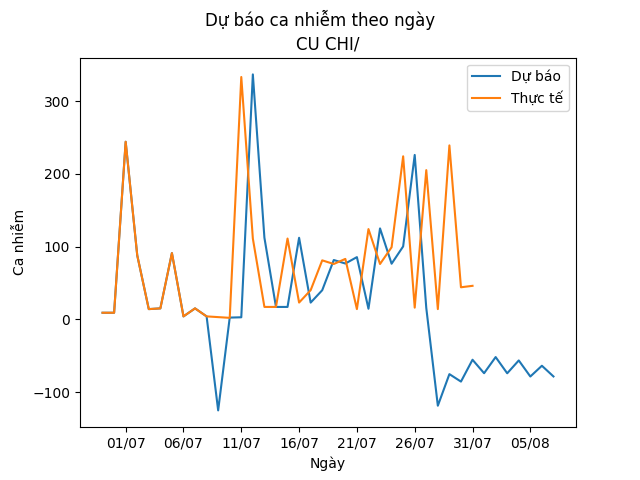 Dự báo ca nhiễm theo ngày
CU CHI/
Dự báo
Thực tế
Ca nhiễm
300
200
100
0
−100
01/07 06/07 11/07 16/07 21/07 26/07 31/07 05/08
Ngày